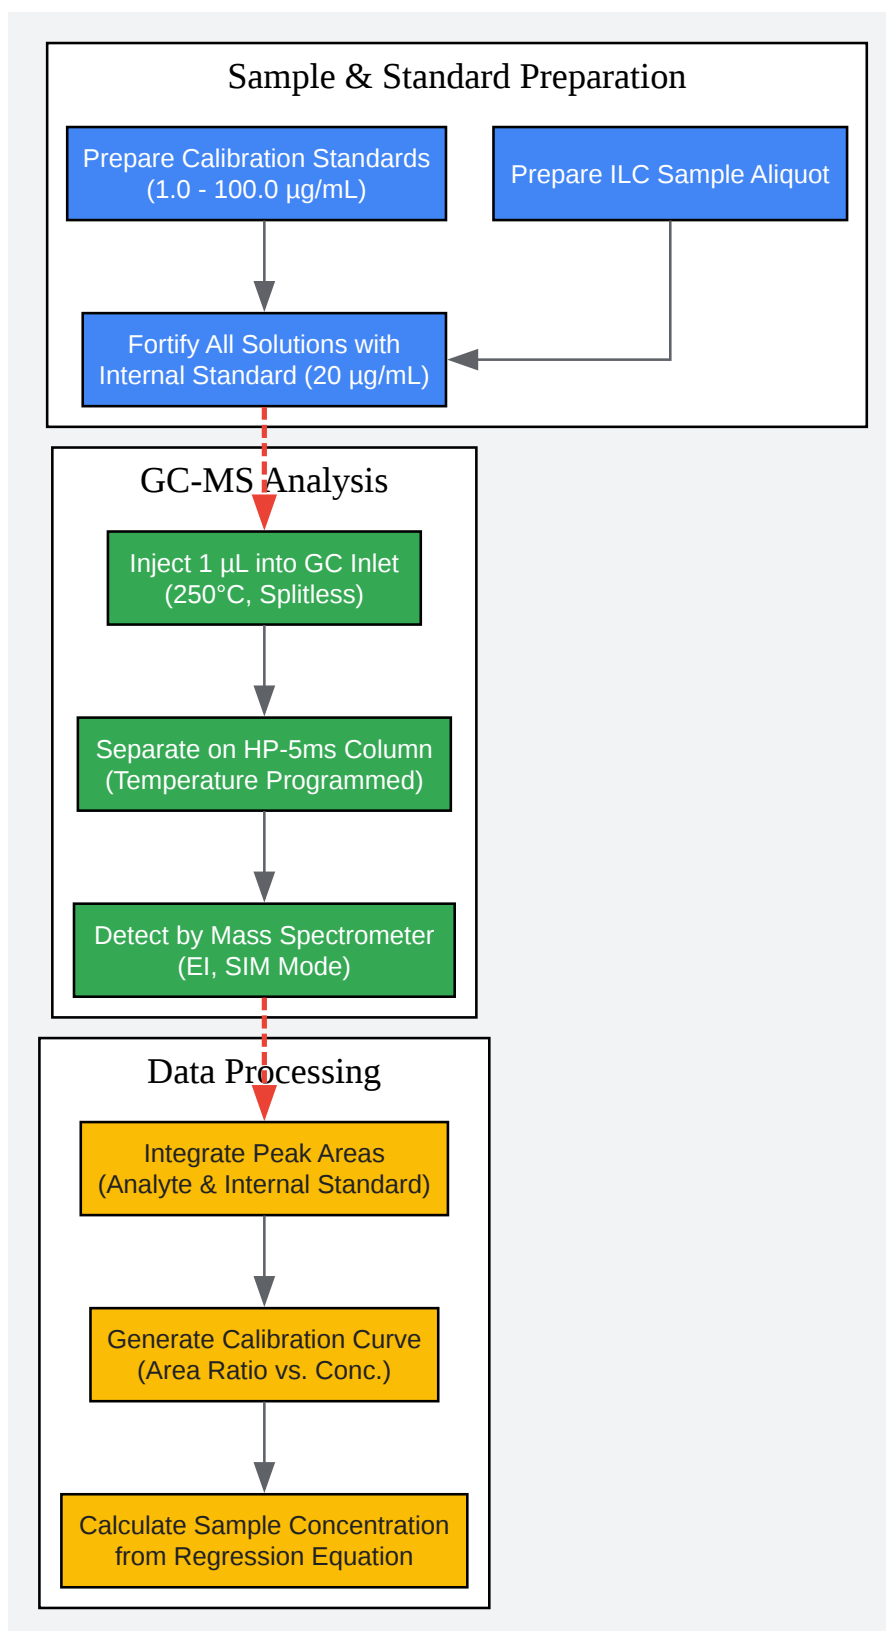 Sample & Standard Preparation
Prepare Calibration Standards
(1.0 - 100.0 µg/mL)
Prepare ILC Sample Aliquot
Fortify All Solutions with
Internal Standard (20 µg/mL)
GC-MS Analysis
Inject 1 µL into GC Inlet
(250°C, Splitless)
Separate on HP-5ms Column
(Temperature Programmed)
Detect by Mass Spectrometer
(EI, SIM Mode)
Data Processing
Integrate Peak Areas
(Analyte & Internal Standard)
Generate Calibration Curve
(Area Ratio vs. Conc.)
Calculate Sample Concentration
from Regression Equation